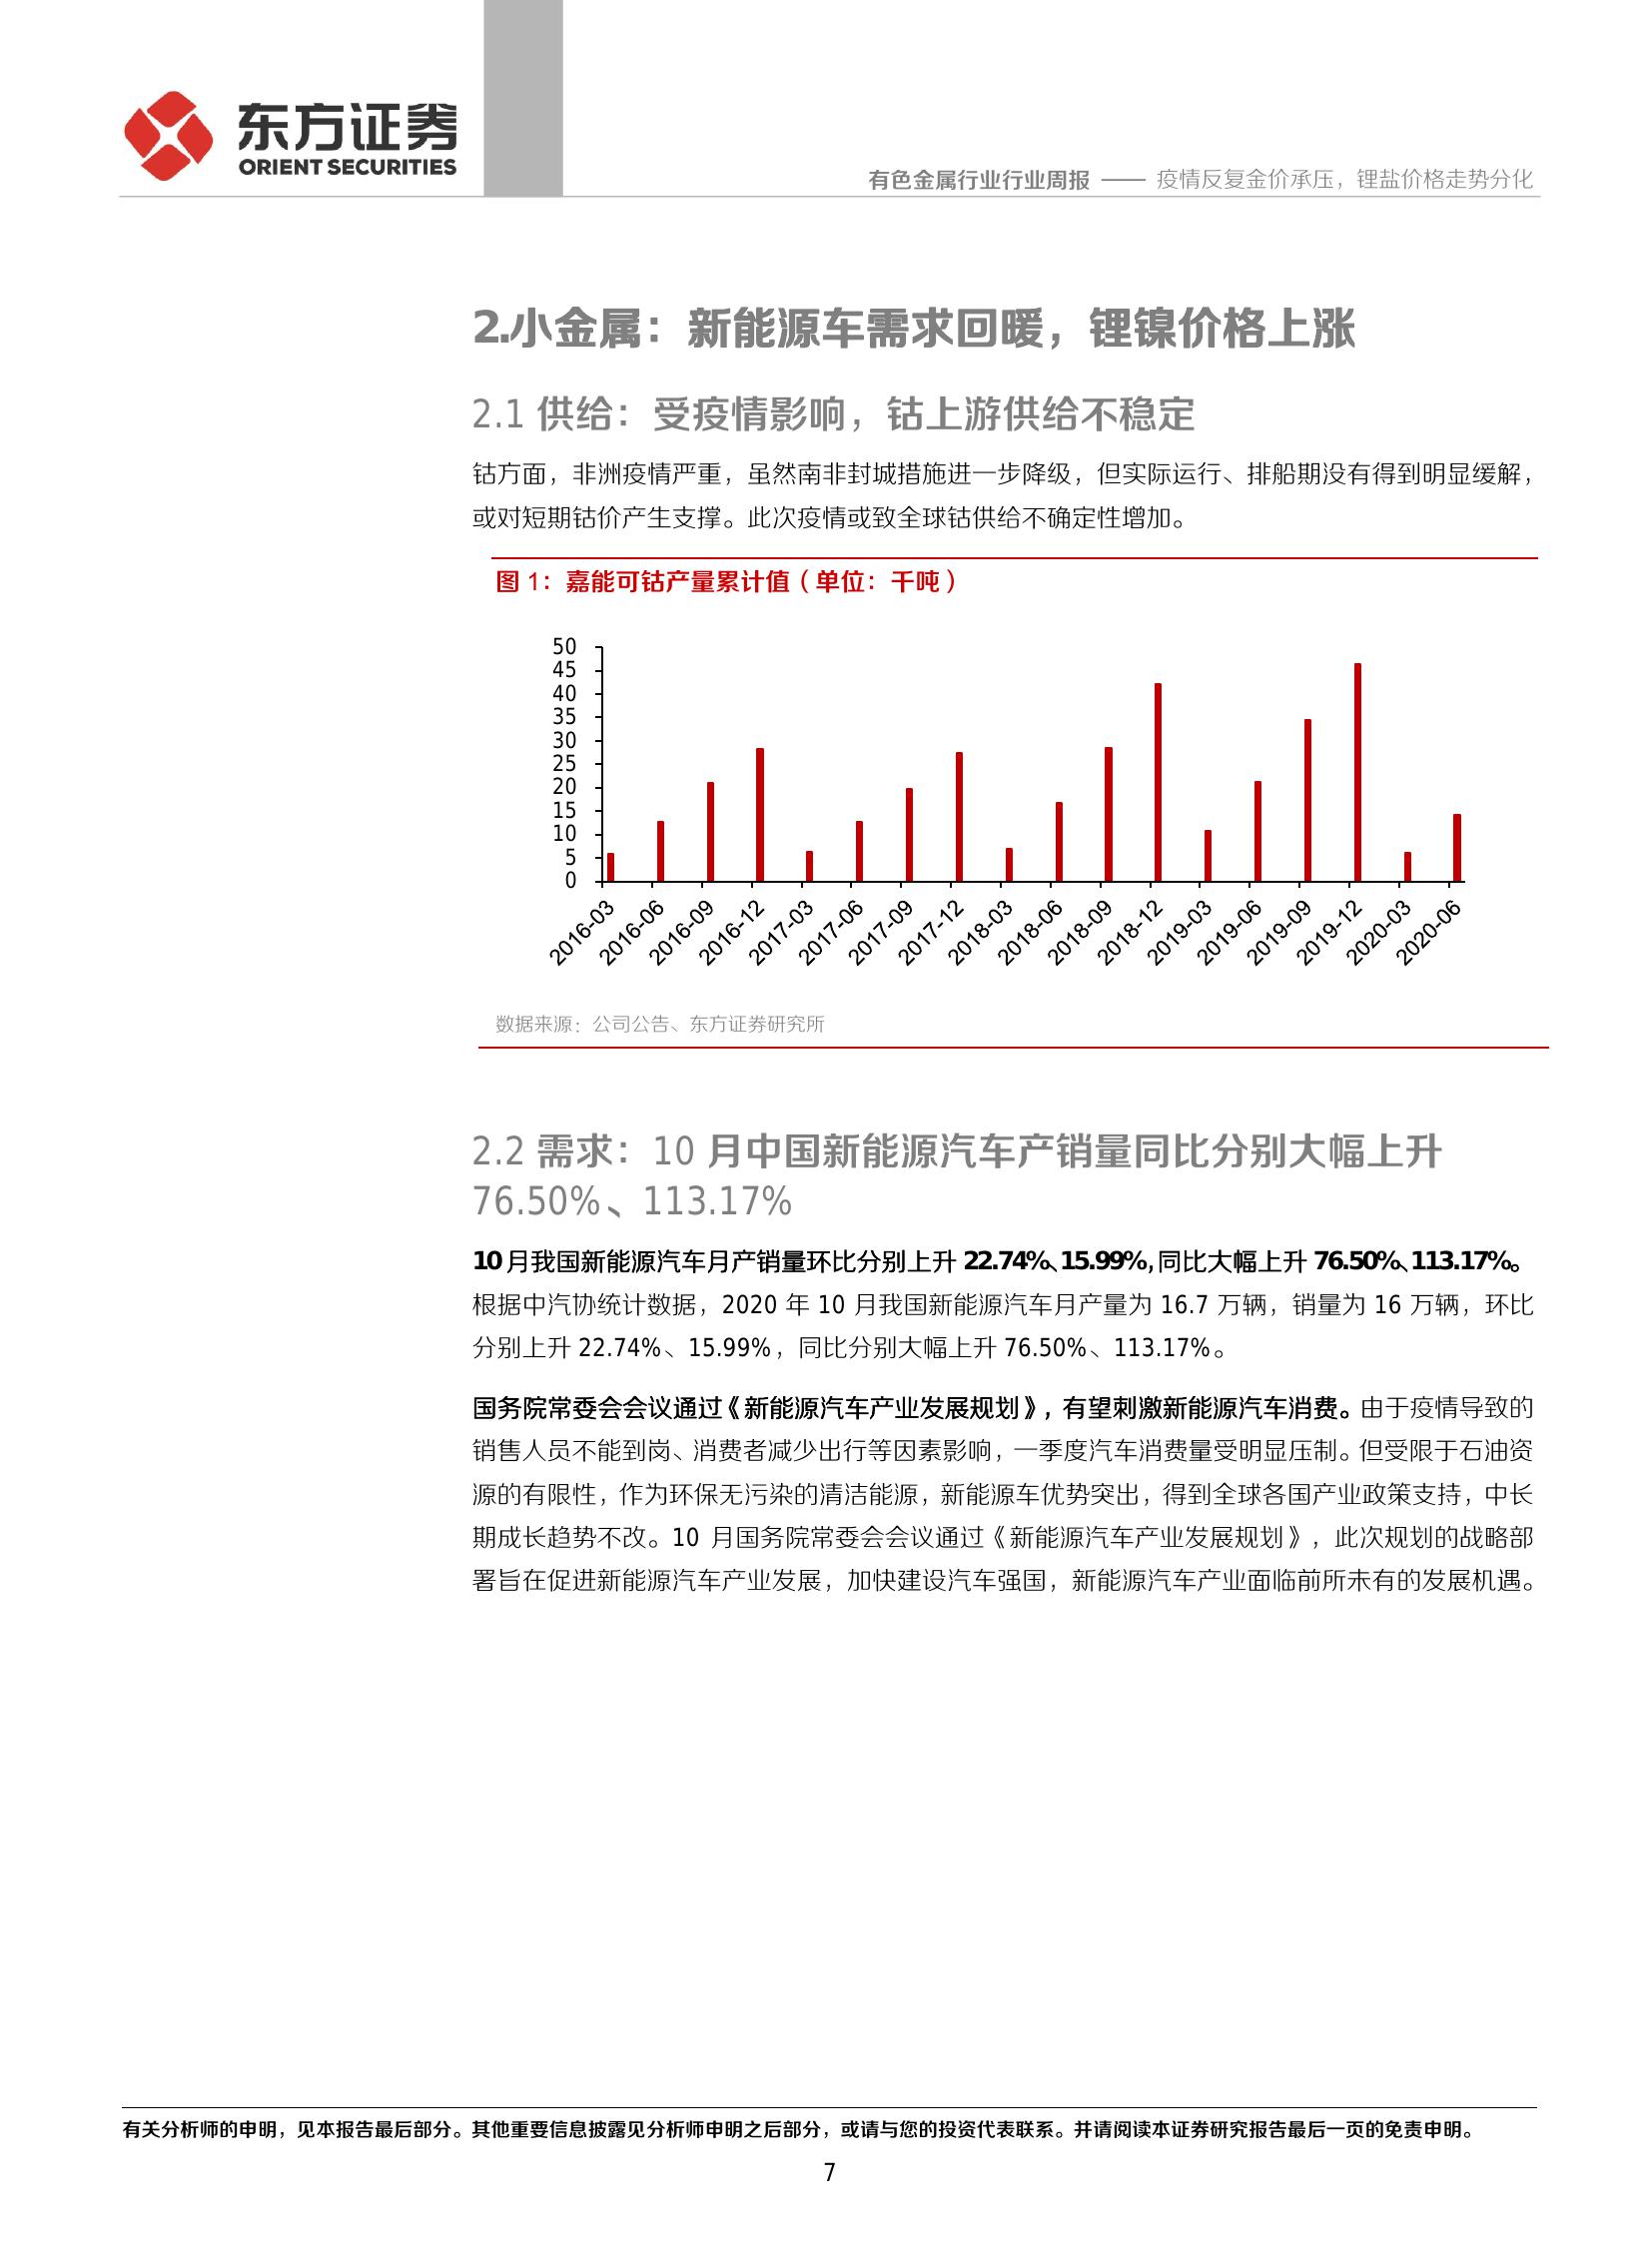 东方证券
ORIENT SECURITIES
有色金属行业行业周报 —— 疫情反复金价承压，锂盐价格走势分化
2.小金属：新能源车需求回暖，锂镍价格上涨
2.1 供给：受疫情影响，钴上游供给不稳定
钴方面，非洲疫情严重，虽然南非封城措施进一步降级，但实际运行、排船期没有得到明显缓解，
或对短期钴价产生支撑。此次疫情或致全球钴供给不确定性增加。
图 1：嘉能可钴产量累计值（单位：千吨）
50
45
40
35
30
25
20
15
10
5
0
2016-03
2016-06
2016-09
2016-12
2017-03
2017-06
2017-09
2017-12
2018-03
2018-06
2018-09
2018-12
2019-03
2019-06
2019-09
2019-12
2020-03
2020-06
数据来源：公司公告、东方证券研究所
2.2 需求：10 月中国新能源汽车产销量同比分别大幅上升
76.50%、113.17%
10 月我国新能源汽车月产销量环比分别上升 22.74%、15.99%,同比大幅上升 76.50%、113.17%。
根据中汽协统计数据，2020 年 10 月我国新能源汽车月产量为 16.7 万辆，销量为 16 万辆，环比
分别上升 22.74%、15.99%，同比分别大幅上升 76.50%、113.17%。
国务院常委会会议通过《新能源汽车产业发展规划》，有望刺激新能源汽车消费。由于疫情导致的
销售人员不能到岗、消费者减少出行等因素影响，一季度汽车消费量受明显压制。但受限于石油资
源的有限性，作为环保无污染的清洁能源，新能源车优势突出，得到全球各国产业政策支持，中长
期成长趋势不改。10 月国务院常委会会议通过《新能源汽车产业发展规划》，此次规划的战略部
署旨在促进新能源汽车产业发展，加快建设汽车强国，新能源汽车产业面临前所未有的发展机遇。
有关分析师的申明，见本报告最后部分。其他重要信息披露见分析师申明之后部分，或请与您的投资代表联系。并请阅读本证券研究报告最后一页的免责申明。
7